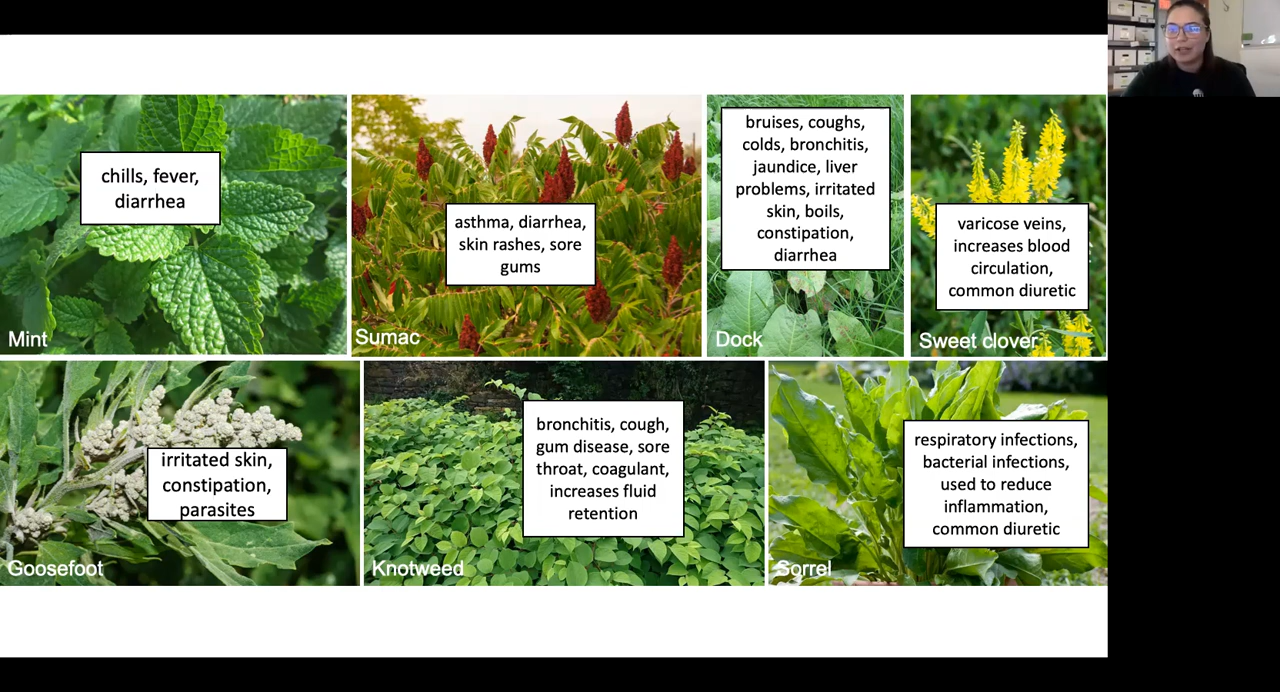 chills, fever,
diarrhea
Mint
asthma, diarrhea,
skin rashes, sore
gums
Sumac
bruises, coughs,
colds, bronchitis,
jaundice, liver
problems, irritated
skin, boils,
constipation,
diarrhea
Dock
varicose veins,
increases blood
circulation,
common diuretic
Sweet clover
irritated skin,
constipation,
parasites
Goosefoot
bronchitis, cough,
gum disease, sore
throat, coagulant,
increases fluid
retention
Knotweed
respiratory infections,
bacterial infections,
used to reduce
inflammation,
common diuretic
Sorrel